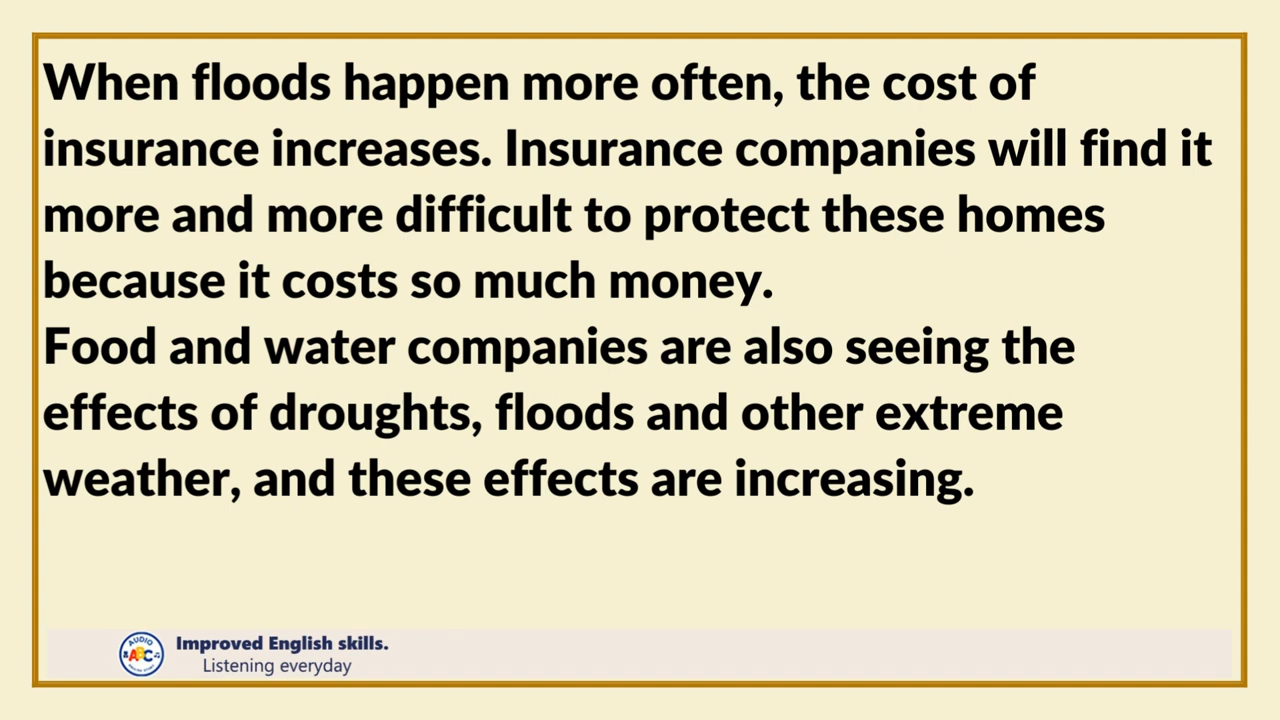 When floods happen more often, the cost of
insurance increases. Insurance companies will find it
more and more difficult to protect these homes
because it costs so much money.
Food and water companies are also seeing the
effects of droughts, floods and other extreme
weather, and these effects are increasing.
AUDIO
ABC
Improved English skills.
Listening everyday